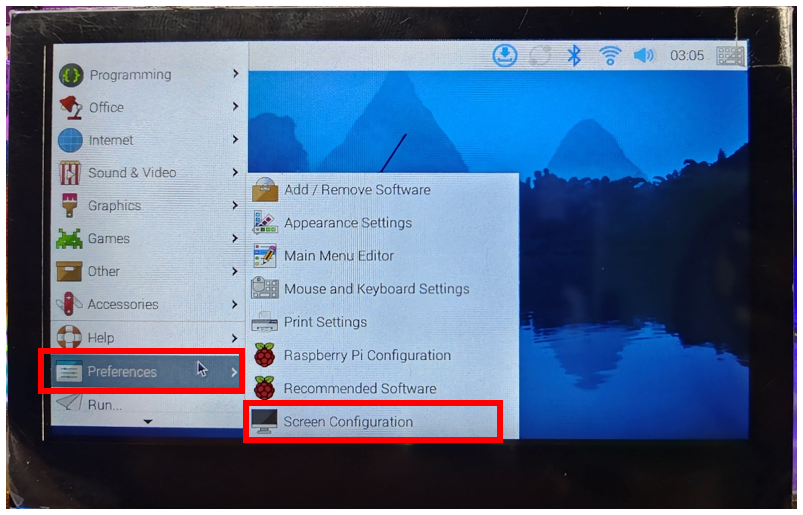 03:05
Programming
Office
Internet
Sound & Video
Graphics
Games
Other
Accessories
Help
Preferences
Run...
Add / Remove Software
Appearance Settings
Main Menu Editor
Mouse and Keyboard Settings
Print Settings
Raspberry Pi Configuration
Recommended Software
Screen Configuration